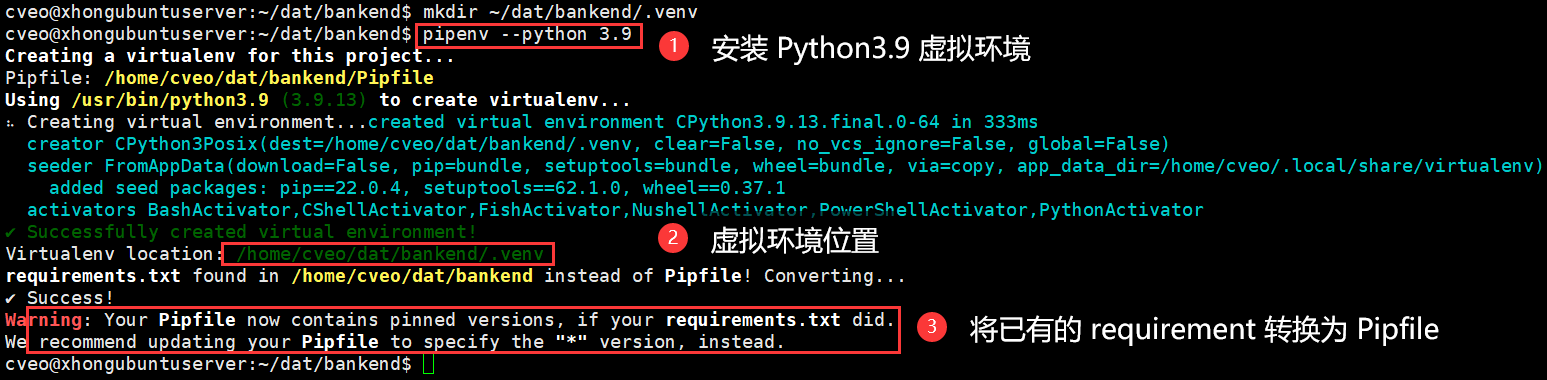 cveo@xhongubuntuserver:~/dat/bankend$ mkdir ~/dat/bankend/.venv
cveo@xhongubuntuserver:~/dat/bankend$ pipenv --python 3.9
1 安装 Python3.9 虚拟环境
Creating a virtualenv for this project...
Pipfile: /home/cveo/dat/bankend/Pipfile
Using /usr/bin/python3.9 (3.9.13) to create virtualenv...
⠦ Creating virtual environment...created virtual environment CPython3.9.13.final.0-64 in 333ms
  creator CPython3Posix(dest=/home/cveo/dat/bankend/.venv, clear=False, no_vcs_ignore=False, global=False)
  seeder FromAppData(download=False, pip=bundle, setuptools=bundle, wheel=bundle, via=copy, app_data_dir=/home/cveo/.local/share/virtualenv)
    added seed packages: pip==22.0.4, setuptools==62.1.0, wheel==0.37.1
  activators BashActivator,CShellActivator,FishActivator,NushellActivator,PowerShellActivator,PythonActivator
✔ Successfully created virtual environment!
Virtualenv location: /home/cveo/dat/bankend/.venv
2 虚拟环境位置
requirements.txt found in /home/cveo/dat/bankend instead of Pipfile! Converting...
✔ Success!
Warning: Your Pipfile now contains pinned versions, if your requirements.txt did.
We recommend updating your Pipfile to specify the "*" version, instead.
3 将已有的 requirement 转换为 Pipfile
cveo@xhongubuntuserver:~/dat/bankend$